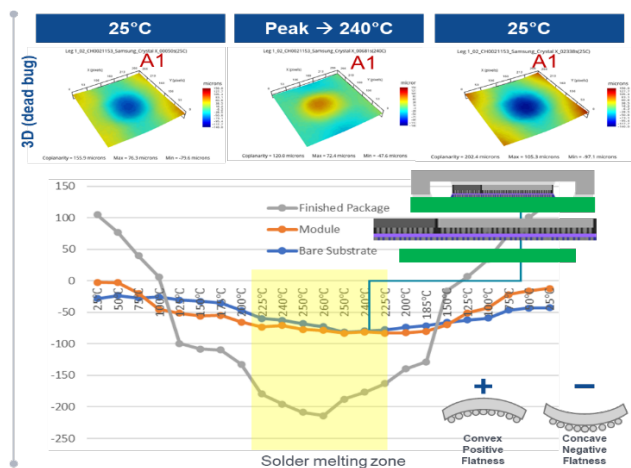 25°C
Peak → 240°C
25°C
3D (dead bug)
A1
A1
A1
microns
microns
microns
Coplanarity = 155.9 microns Max = 76.3 microns Min = -79.6 microns
Coplanarity = 120.0 microns Max = 72.4 microns Min = -47.6 microns
Coplanarity = 202.4 microns Max = 105.3 microns Min = -97.1 microns
150
100
50
0
-50
-100
-150
-200
-250
Finished Package
Module
Bare Substrate
25°C
50°C
75°C
100°C
125°C
150°C
200°C
225°C
240°C
250°C
260°C
250°C
240°C
225°C
200°C
185°C
150°C
125°C
100°C
75°C
25°C
+
−
Convex
Positive
Flatness
Concave
Negative
Flatness
Solder melting zone